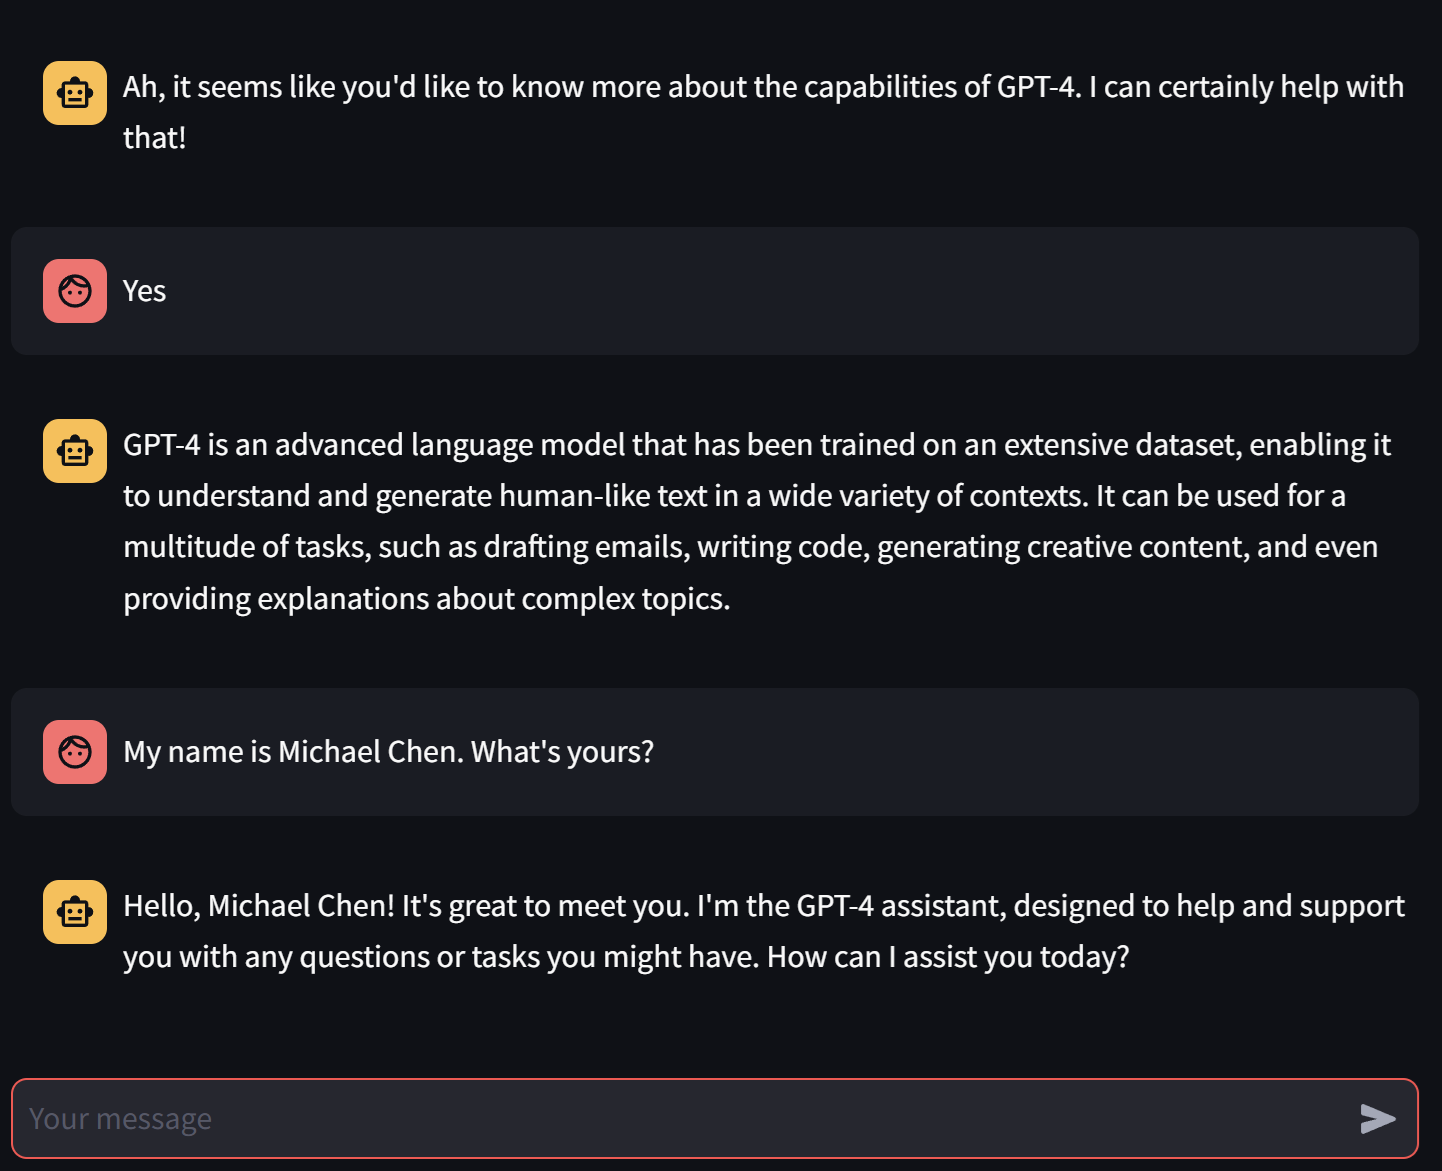 Ah, it seems like you'd like to know more about the capabilities of GPT-4. I can certainly help with
that!
Yes
GPT-4 is an advanced language model that has been trained on an extensive dataset, enabling it
to understand and generate human-like text in a wide variety of contexts. It can be used for a
multitude of tasks, such as drafting emails, writing code, generating creative content, and even
providing explanations about complex topics.
My name is Michael Chen. What's yours?
Hello, Michael Chen! It's great to meet you. I'm the GPT-4 assistant, designed to help and support
you with any questions or tasks you might have. How can I assist you today?
Your message